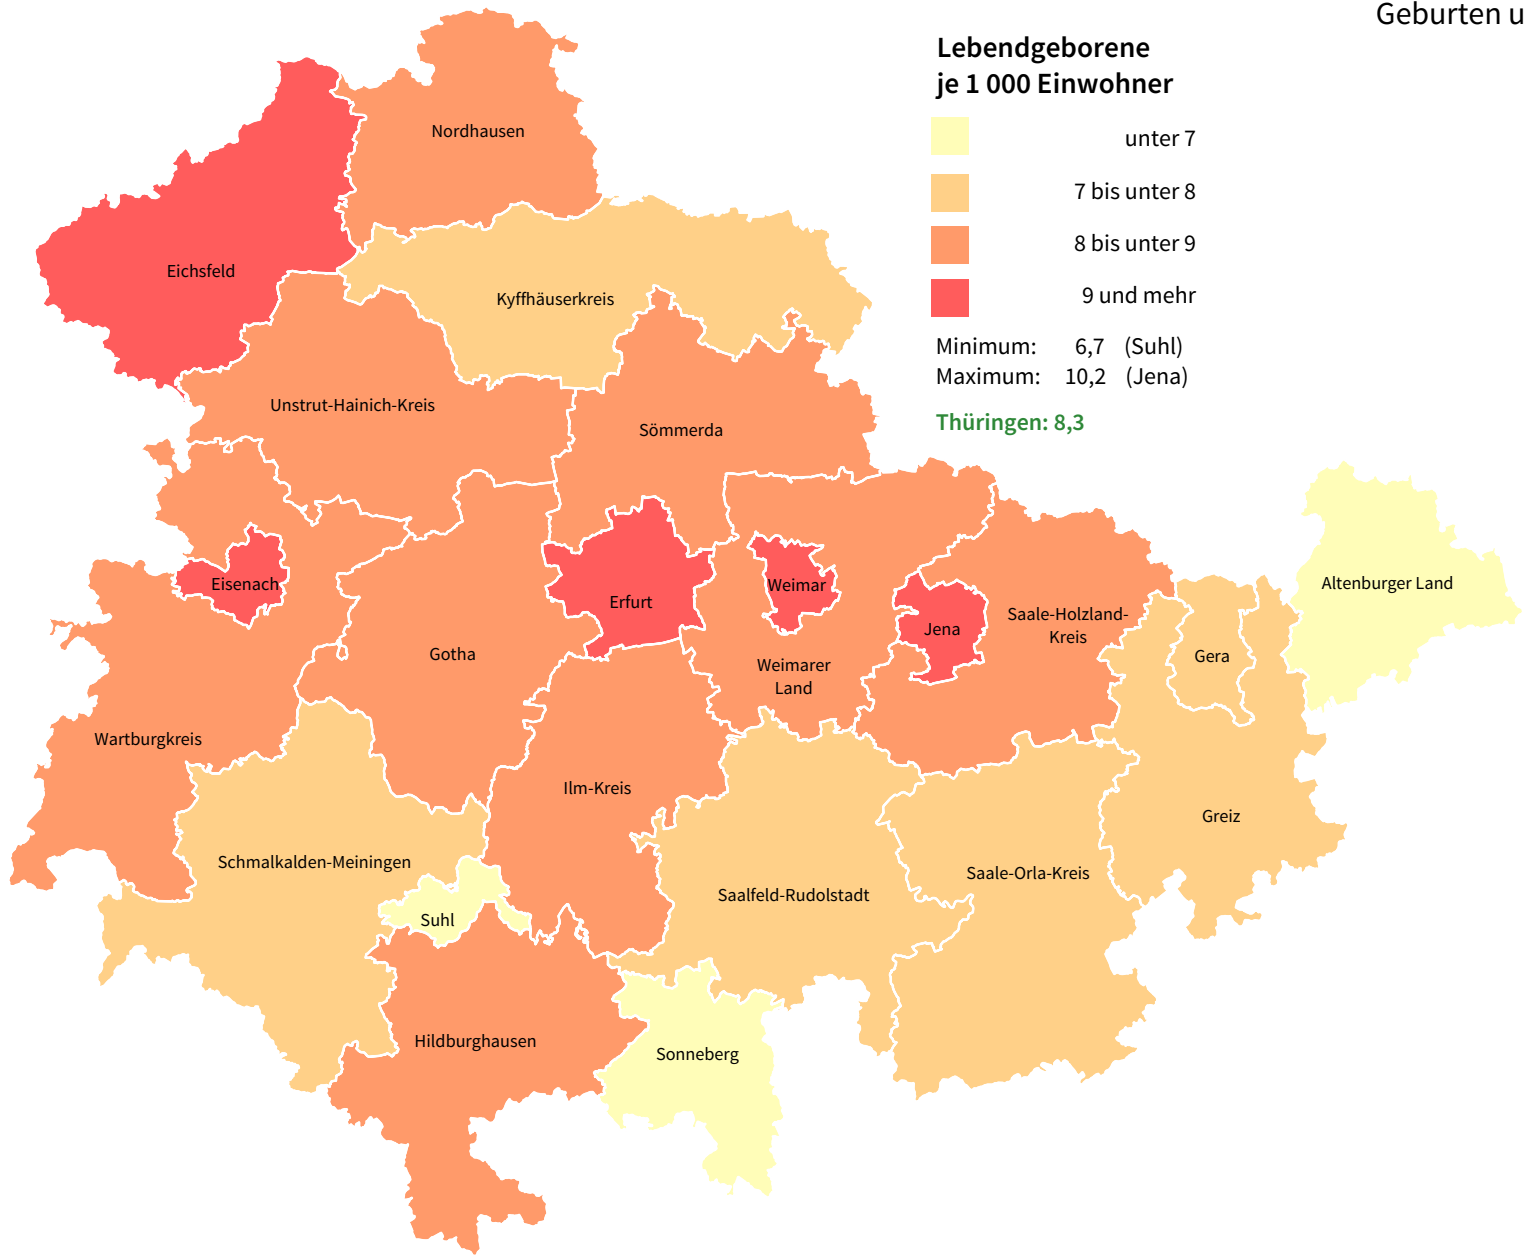 Geburten u
Lebendgeborene
je 1 000 Einwohner
unter 7
7 bis unter 8
8 bis unter 9
9 und mehr
Minimum: 6,7 (Suhl)
Maximum: 10,2 (Jena)
Thüringen: 8,3
Nordhausen
Eichsfeld
Kyffhäuserkreis
Unstrut-Hainich-Kreis
Sömmerda
Eisenach
Erfurt
Weimar
Altenburger Land
Jena
Saale-Holzland-
Kreis
Gera
Gotha
Weimarer
Land
Wartburgkreis
Ilm-Kreis
Greiz
Schmalkalden-Meiningen
Saale-Orla-Kreis
Saalfeld-Rudolstadt
Suhl
Hildburghausen
Sonneberg